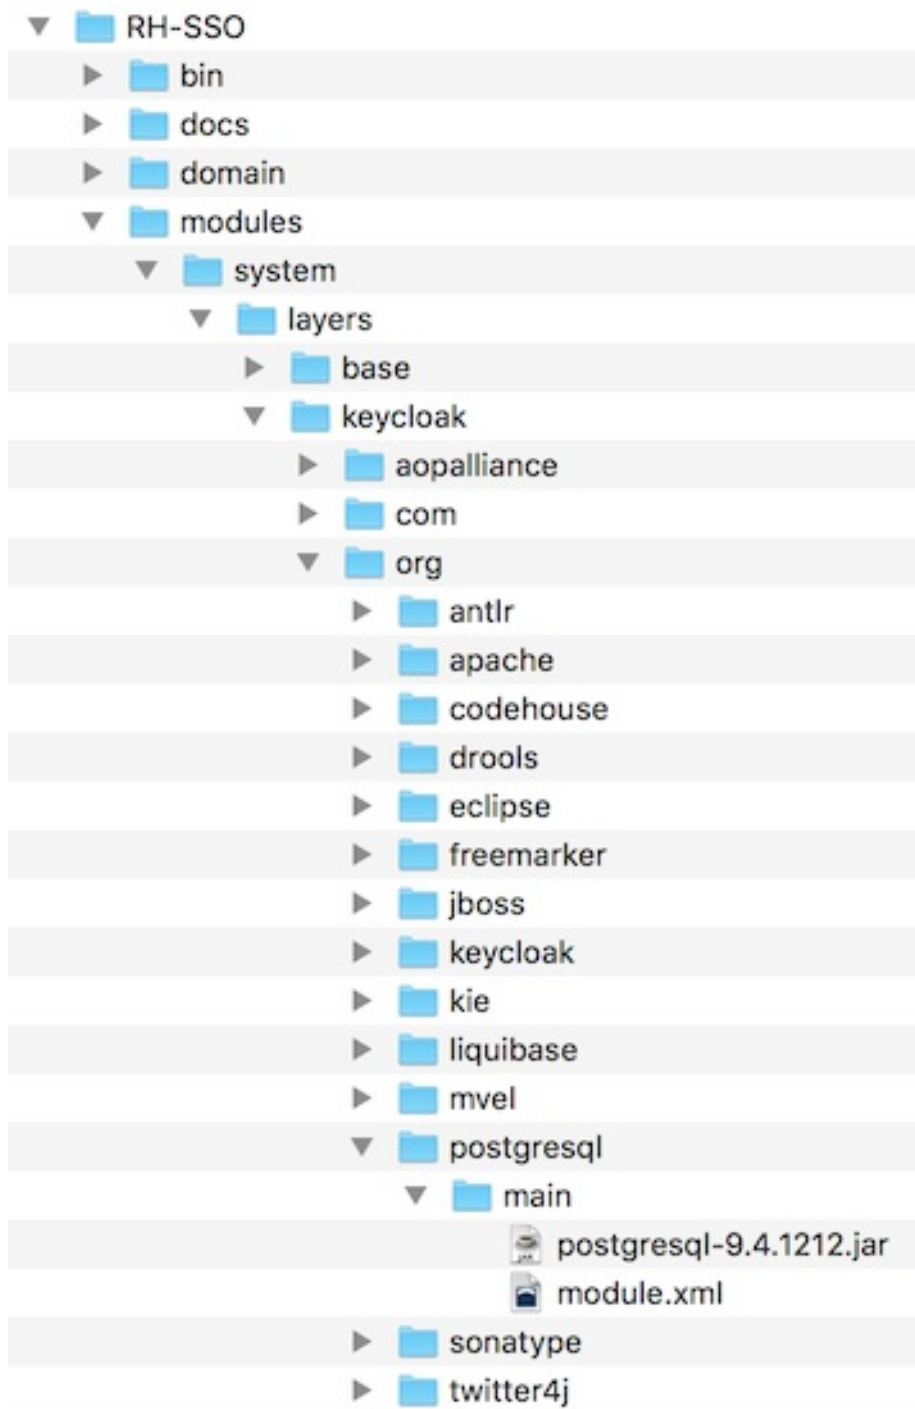 RH-SSO
bin
docs
domain
modules
system
layers
base
keycloak
aopalliance
com
org
antlr
apache
codehouse
drools
eclipse
freemarker
jboss
keycloak
kie
liquibase
mvel
postgresql
main
postgresql-9.4.1212.jar
module.xml
sonatype
twitter4j